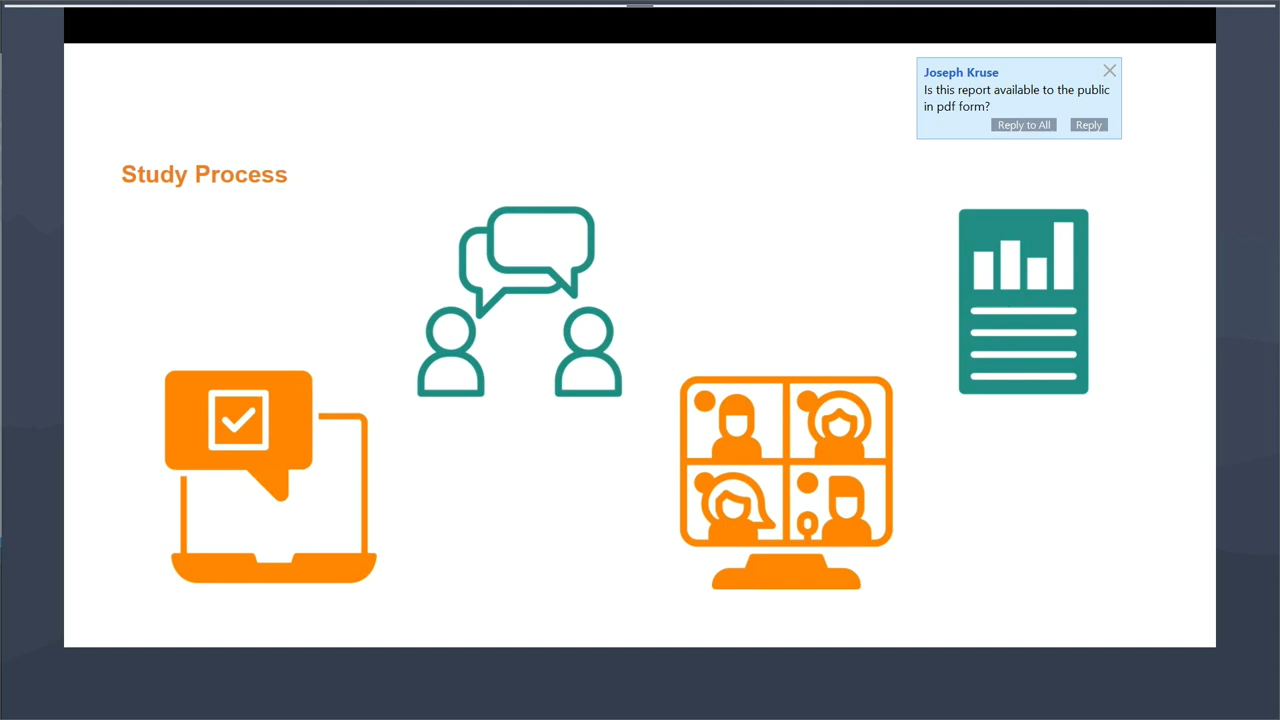 Joseph Kruse
Is this report available to the public
in pdf form?
Reply to All Reply
Study Process